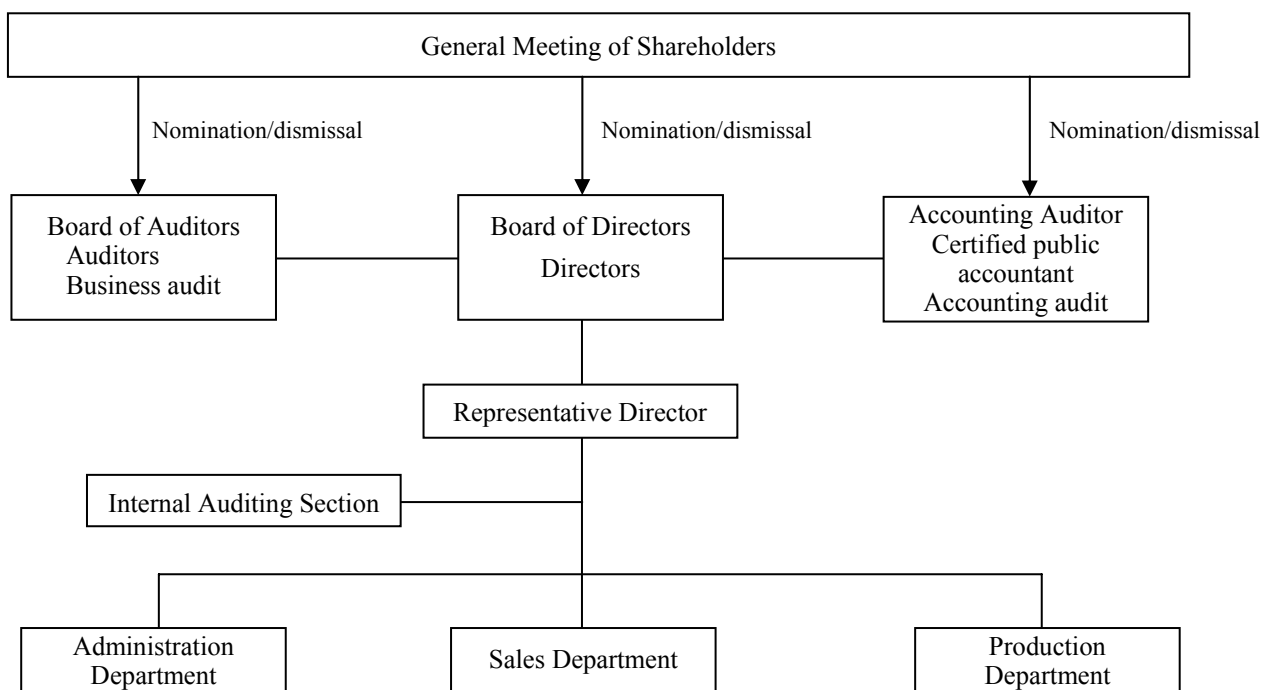 General Meeting of Shareholders
Nomination/dismissal
Nomination/dismissal
Nomination/dismissal
Board of Auditors
Auditors
Business audit
Board of Directors
Directors
Accounting Auditor
Certified public
accountant
Accounting audit
Representative Director
Internal Auditing Section
Administration
Department
Sales Department
Production
Department